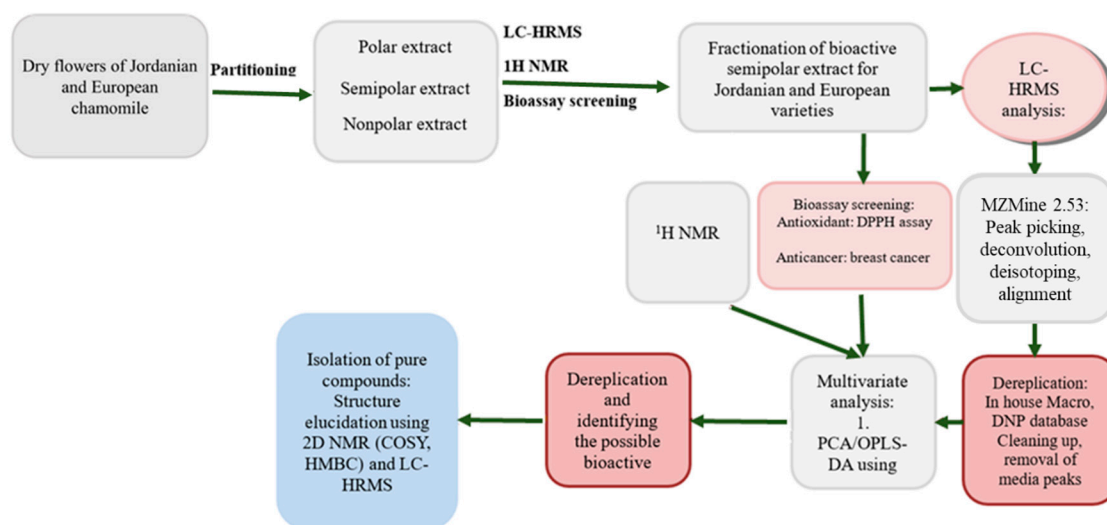 Dry flowers of Jordanian
and European
chamomile
Partitioning
Polar extract
Semipolar extract
Nonpolar extract
LC-HRMS
1H NMR
Bioassay screening
Fractionation of bioactive
semipolar extract for
Jordanian and European
varieties
LC-
HRMS
analysis:
MZMine 2.53:
Peak picking,
deconvolution,
deisotoping,
alignment
Bioassay screening:
Antioxidant: DPPH assay
Anticancer: breast cancer
¹H NMR
Dereplication:
In house Macro,
DNP database
Cleaning up,
removal of
media peaks
Multivariate
analysis:
1.
PCA/OPLS-
DA using
Dereplication
and
identifying
the possible
bioactive
Isolation of pure
compounds:
Structure
elucidation using
2D NMR (COSY,
HMBC) and LC-
HRMS